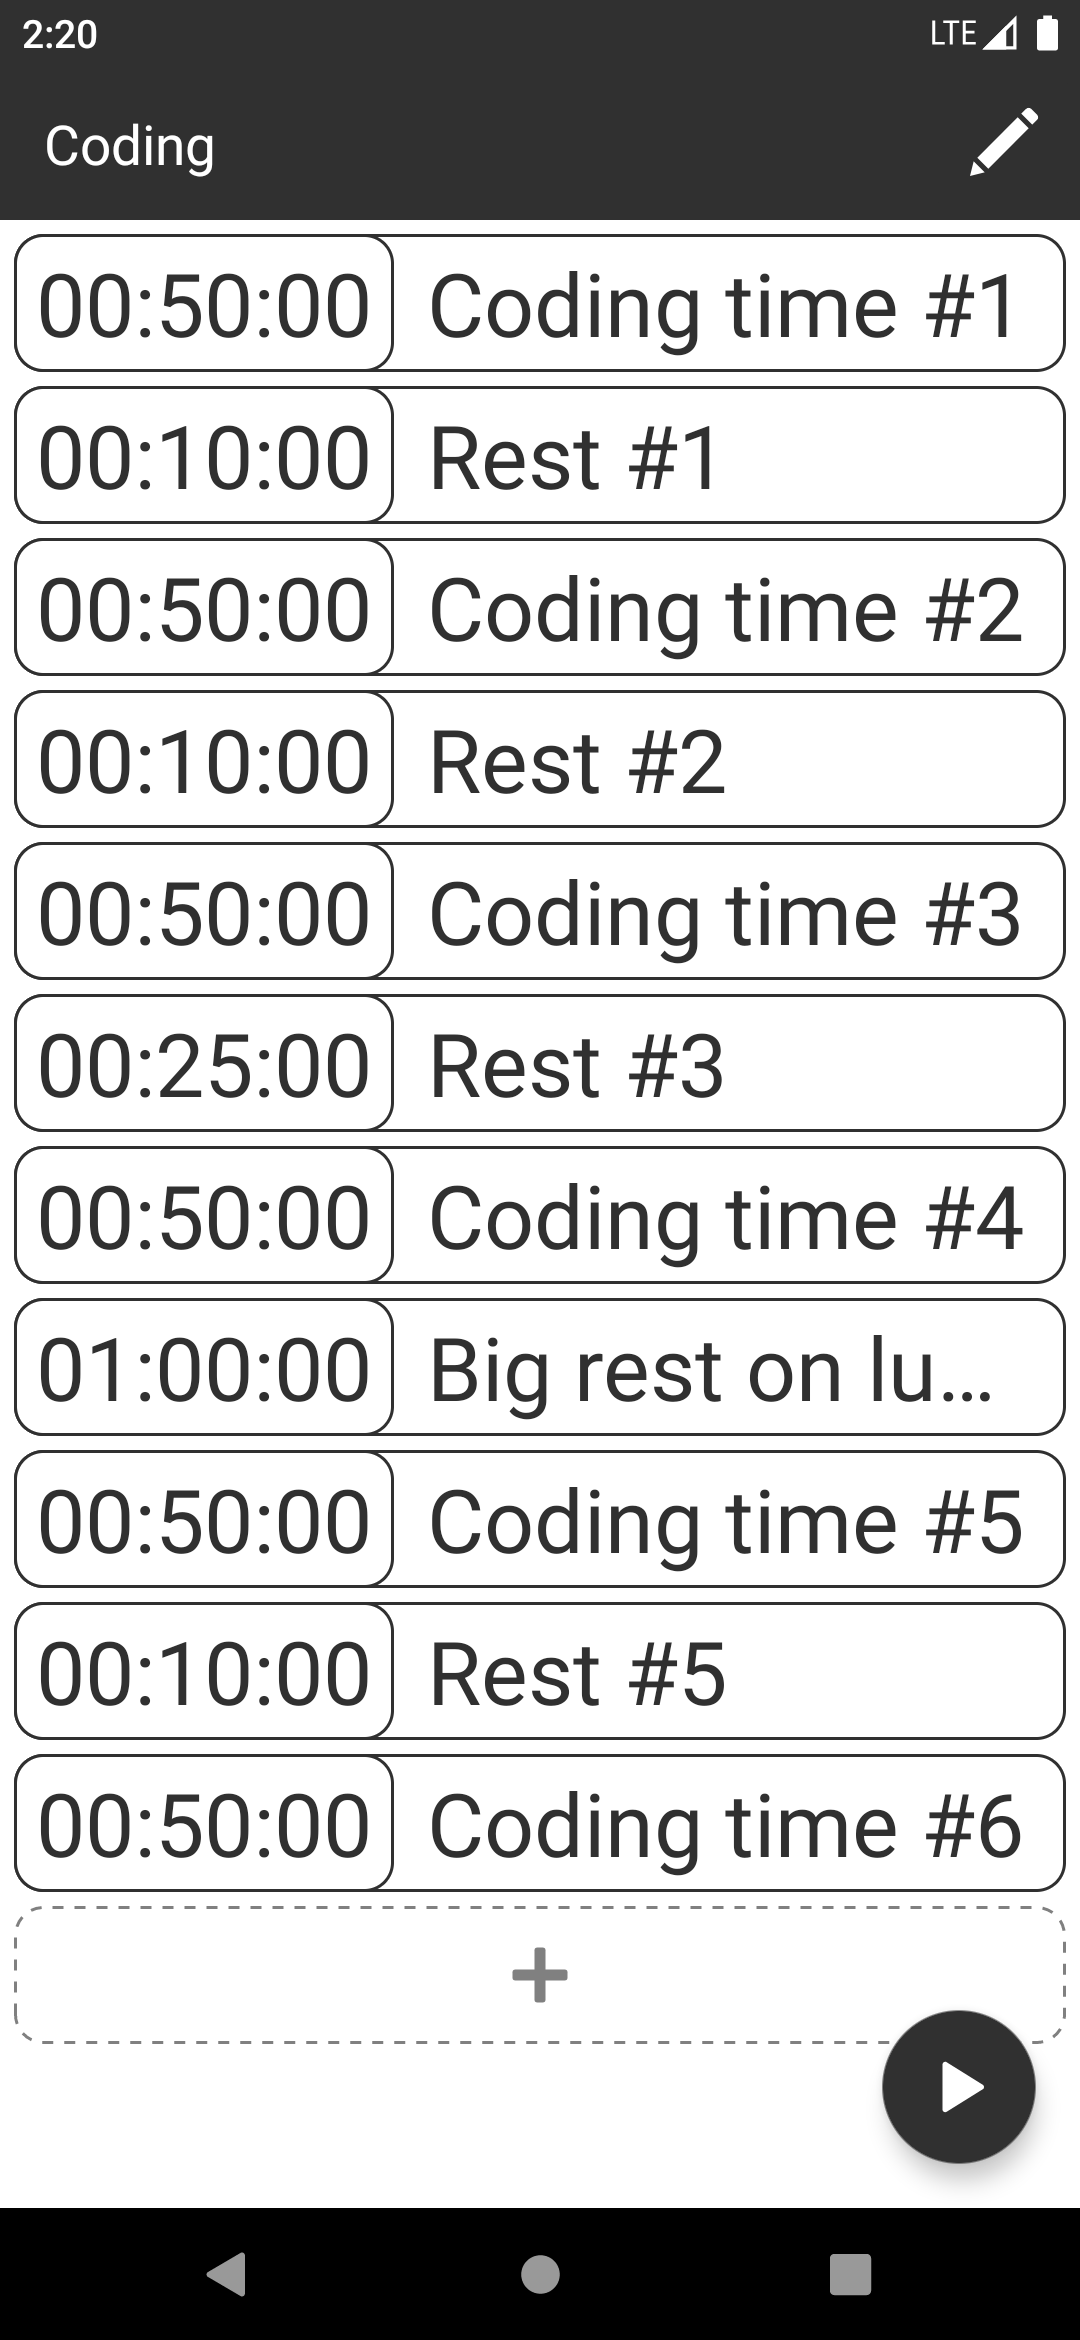 2:20 LTE
Coding
00:50:00 Coding time #1
00:10:00 Rest #1
00:50:00 Coding time #2
00:10:00 Rest #2
00:50:00 Coding time #3
00:25:00 Rest #3
00:50:00 Coding time #4
01:00:00 Big rest on lu...
00:50:00 Coding time #5
00:10:00 Rest #5
00:50:00 Coding time #6